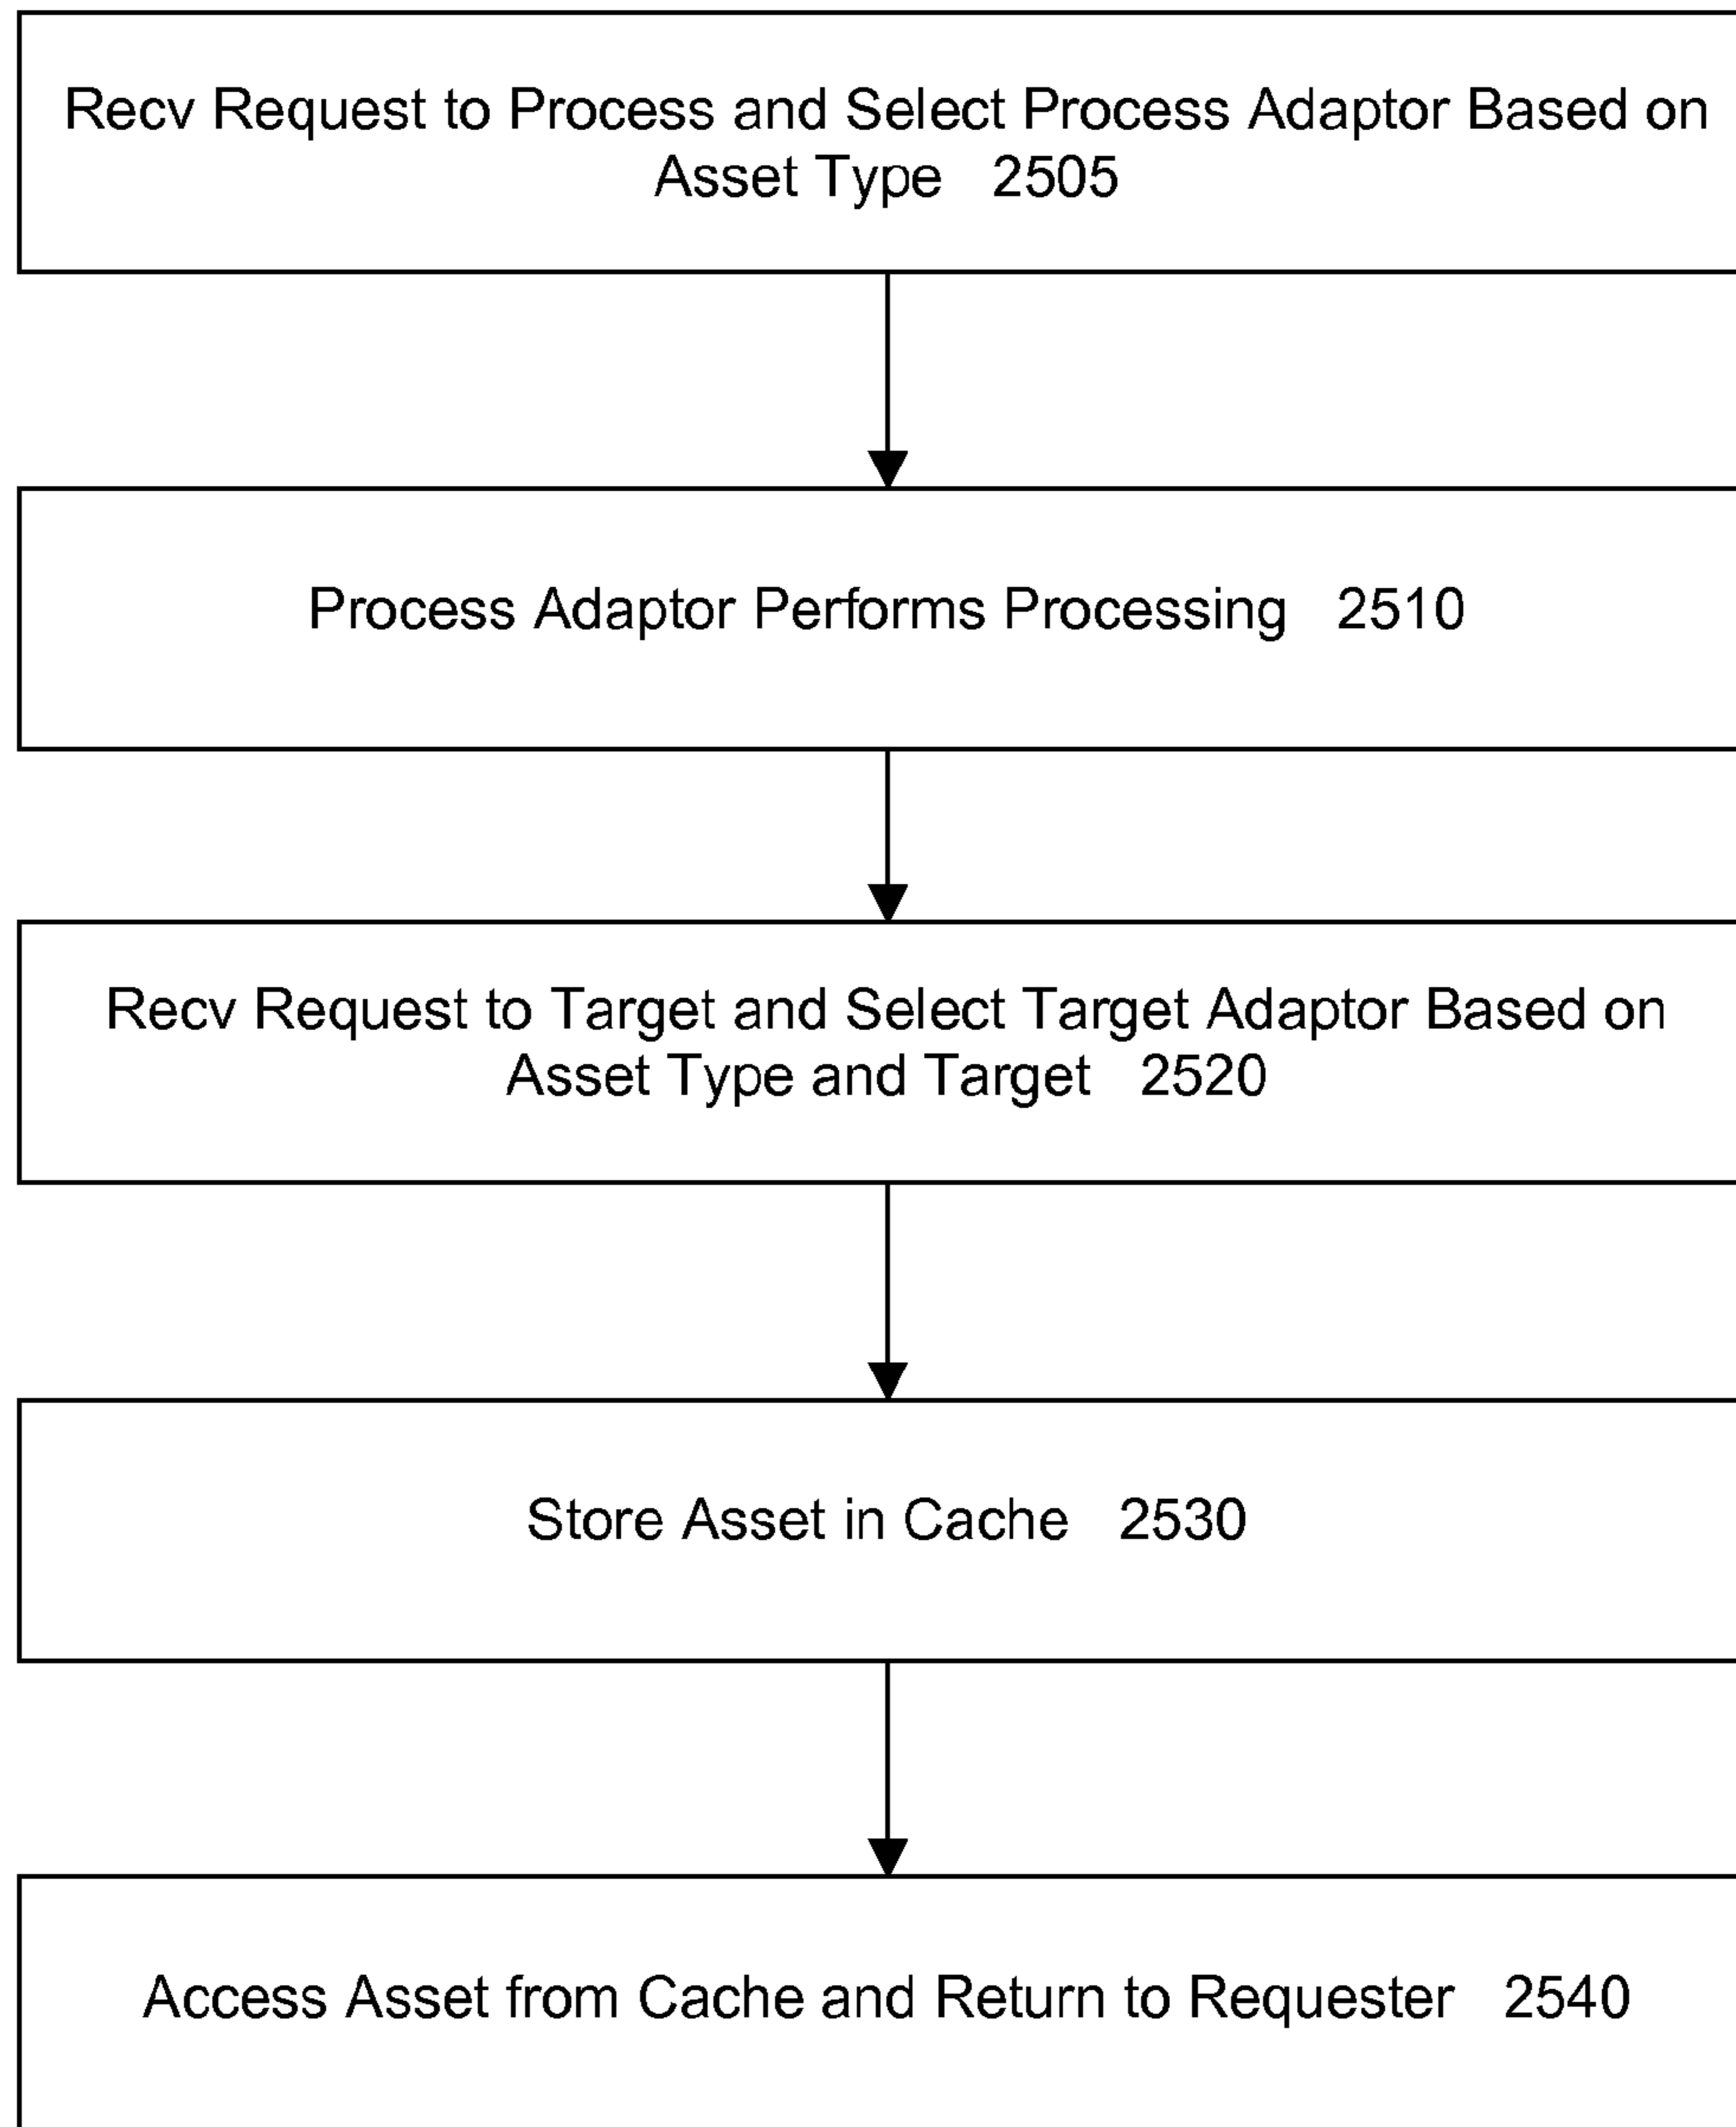 Recv Request to Process and Select Process Adaptor Based on
Asset Type 2505
Process Adaptor Performs Processing 2510
Recv Request to Target and Select Target Adaptor Based on
Asset Type and Target 2520
Store Asset in Cache 2530
Access Asset from Cache and Return to Requester 2540